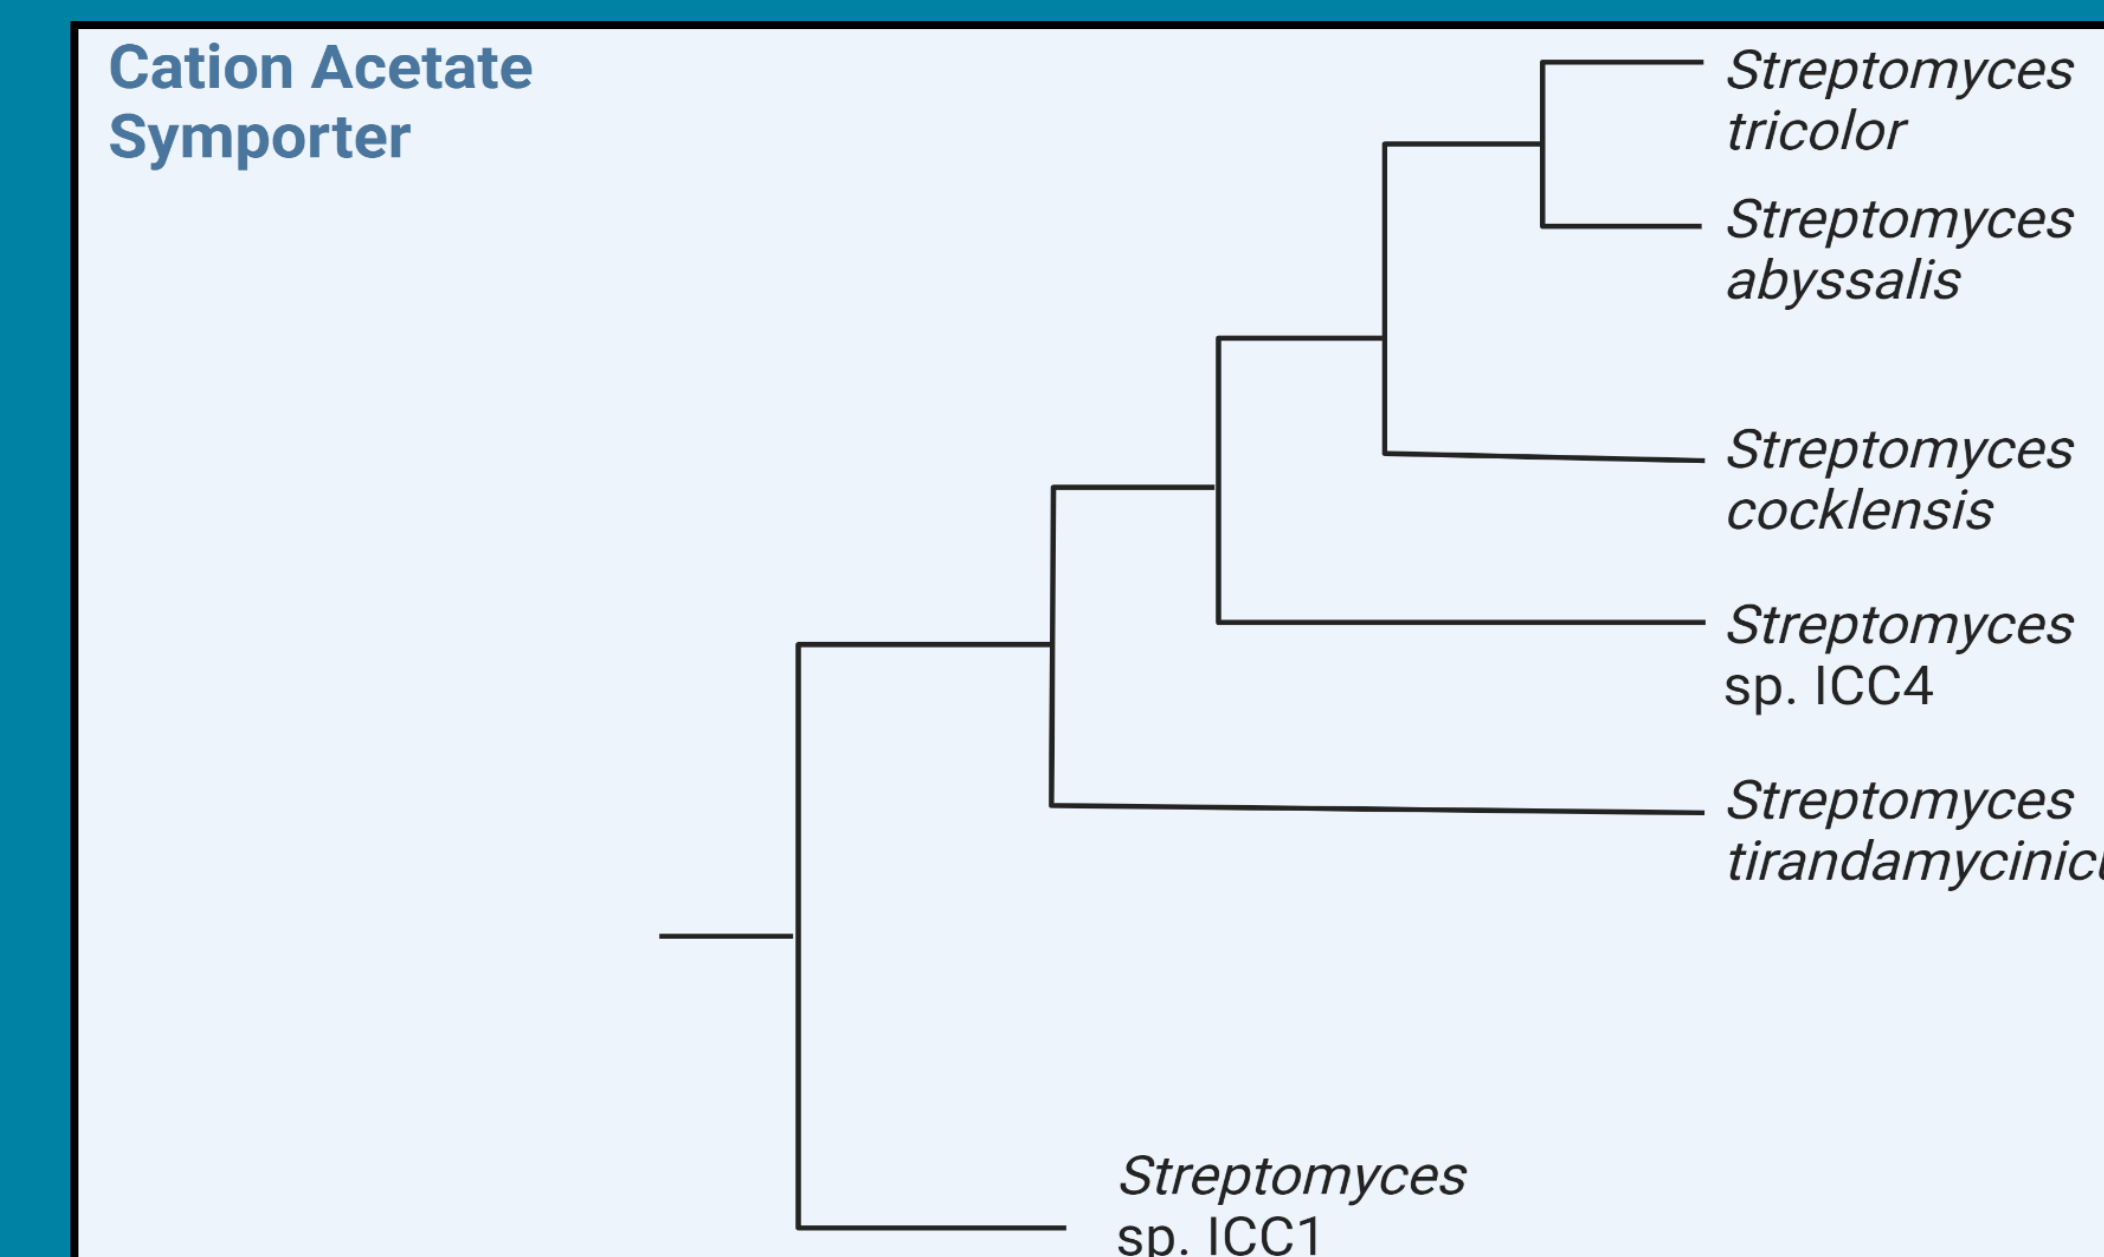 Cation Acetate
Symporter
Streptomyces
tricolor
Streptomyces
abyssalis
Streptomyces
cocklensis
Streptomyces
sp. ICC4
Streptomyces
Streptomyces
sp. ICC1